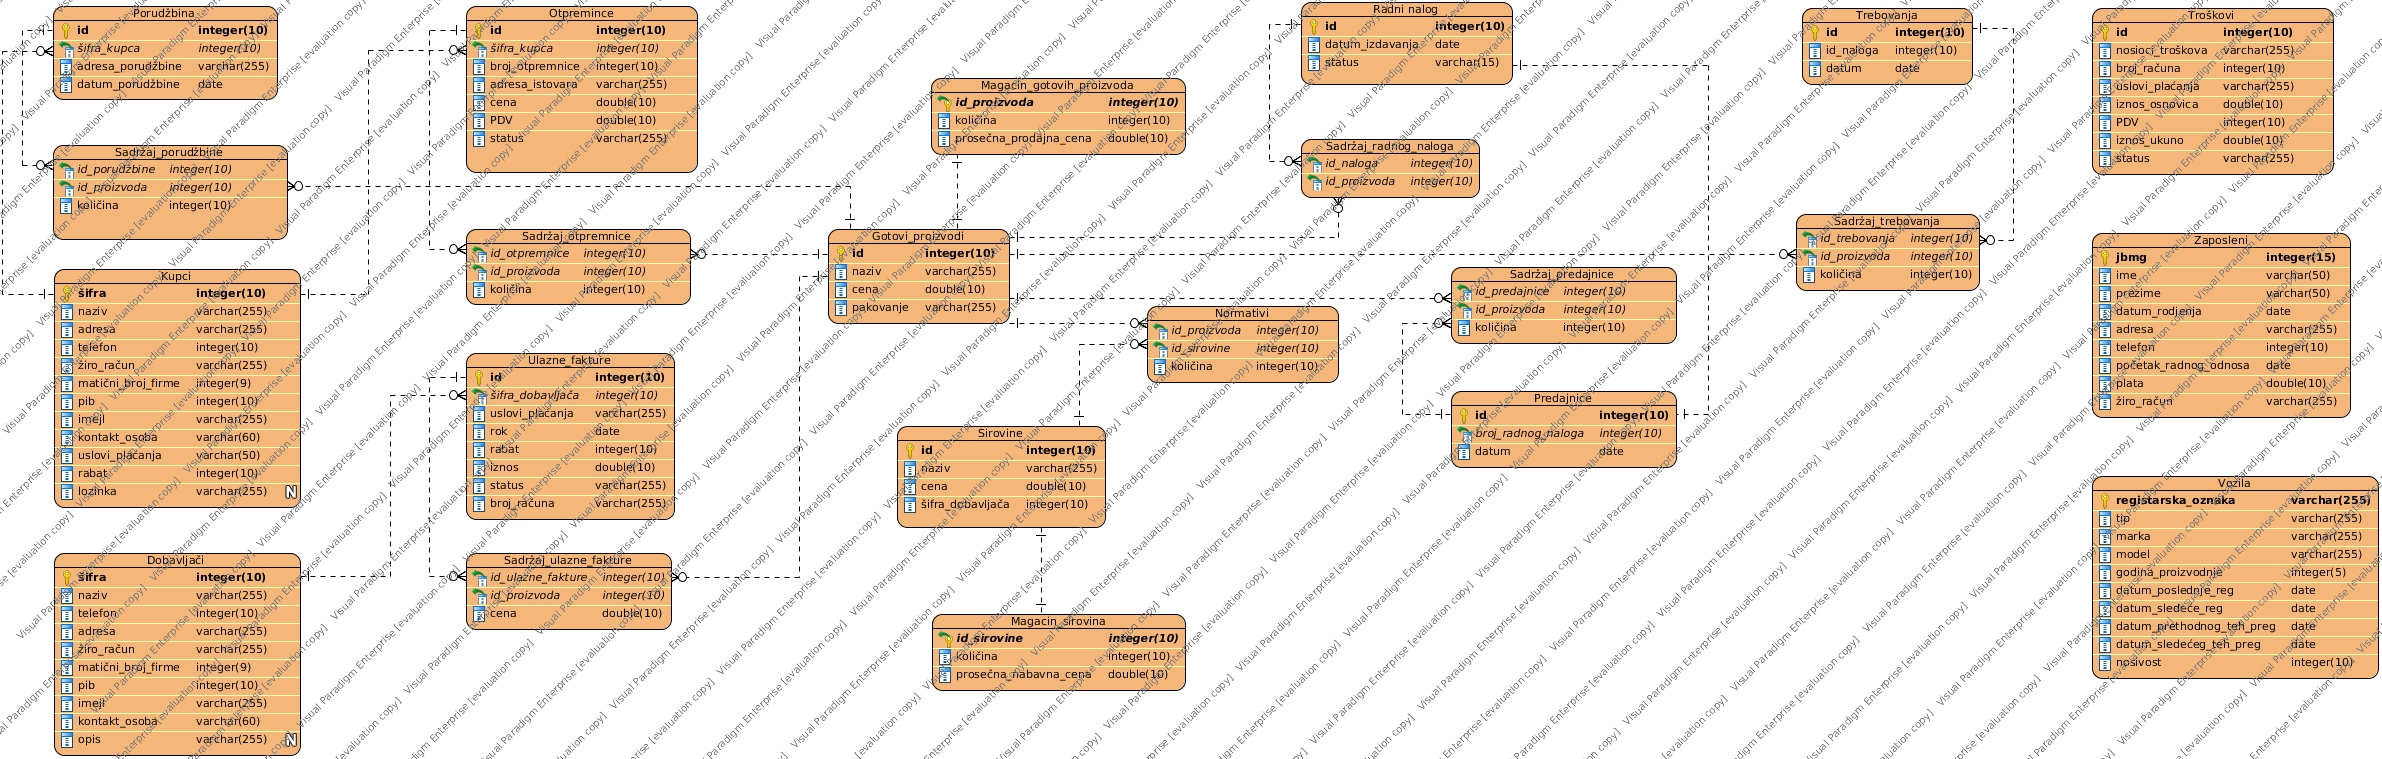 Porudžbina
id integer(10)
šifra_kupca integer(10)
adresa_porudžbine varchar(255)
datum_porudžbine date
Sadržaj_porudžbine
id_porudžbine integer(10)
id_proizvoda integer(10)
količina integer(10)
Kupci
šifra integer(10)
naziv varchar(255)
adresa varchar(255)
telefon integer(10)
žiro_račun varchar(255)
matični_broj_firme integer(9)
pib integer(10)
imejl varchar(255)
kontakt_osoba varchar(60)
uslovi_plaćanja varchar(50)
rabat integer(10)
lozinka varchar(255) N
Dobavljači
šifra integer(10)
naziv varchar(255)
telefon integer(10)
adresa varchar(255)
žiro_račun varchar(255)
matični_broj_firme integer(9)
pib integer(10)
imejl varchar(255)
kontakt_osoba varchar(60)
opis varchar(255) N
Otpremince
id integer(10)
šifra_kupca integer(10)
broj_otpremnice integer(10)
adresa_istovara varchar(255)
cena double(10)
PDV double(10)
status varchar(255)
Sadržaj_otpremnice
id_otpremnice integer(10)
id_proizvoda integer(10)
količina integer(10)
Ulazne_fakture
id integer(10)
šifra_dobavljača integer(10)
uslovi_plaćanja varchar(255)
rok date
rabat integer(10)
iznos double(10)
status varchar(255)
broj_računa varchar(255)
Sadržaj_ulazne_fakture
id_ulazne_fakture integer(10)
id_proizvoda integer(10)
cena double(10)
Magacin_gotovih_proizvoda
id_proizvoda integer(10)
količina integer(10)
prosečna_prodajna_cena double(10)
Gotovi_proizvodi
id integer(10)
naziv varchar(255)
cena double(10)
pakovanje varchar(255)
Sirovine
id integer(10)
naziv varchar(255)
cena double(10)
šifra_dobavljača integer(10)
Magacin_sirovina
id_sirovine integer(10)
količina integer(10)
prosečna_nabavna_cena double(10)
Radni nalog
id integer(10)
datum_izdavanja date
status varchar(15)
Sadržaj_radnog_naloga
id_naloga integer(10)
id_proizvoda integer(10)
Normativi
id_proizvoda integer(10)
id_sirovine integer(10)
količina integer(10)
Sadržaj_predajnice
id_predajnice integer(10)
id_proizvoda integer(10)
količina integer(10)
Predajnice
id integer(10)
broj_radnog_naloga integer(10)
datum date
Trebovanja
id integer(10)
id_naloga integer(10)
datum date
Sadržaj_trebovanja
id_trebovanja integer(10)
id_proizvoda integer(10)
količina integer(10)
Troškovi
id integer(10)
nosioci_troškova varchar(255)
broj_računa integer(10)
uslovi_plaćanja varchar(255)
iznos_osnovica double(10)
PDV integer(10)
iznos_ukuno double(10)
status varchar(255)
Zaposleni
jbmg integer(15)
ime varchar(50)
prezime varchar(50)
datum_rodjenja date
adresa varchar(255)
telefon integer(10)
početak_radnog_odnosa date
plata double(10)
žiro_račun varchar(255)
Vozila
registarska_oznaka varchar(255)
tip varchar(255)
marka varchar(255)
model varchar(255)
godina_proizvodnje integer(5)
datum_poslednje_reg date
datum_sledeće_reg date
datum_prethodnog_teh_preg date
datum_sledećeg_teh_preg date
nosivost integer(10)
Visual Paradigm Enterprise [evaluation copy]